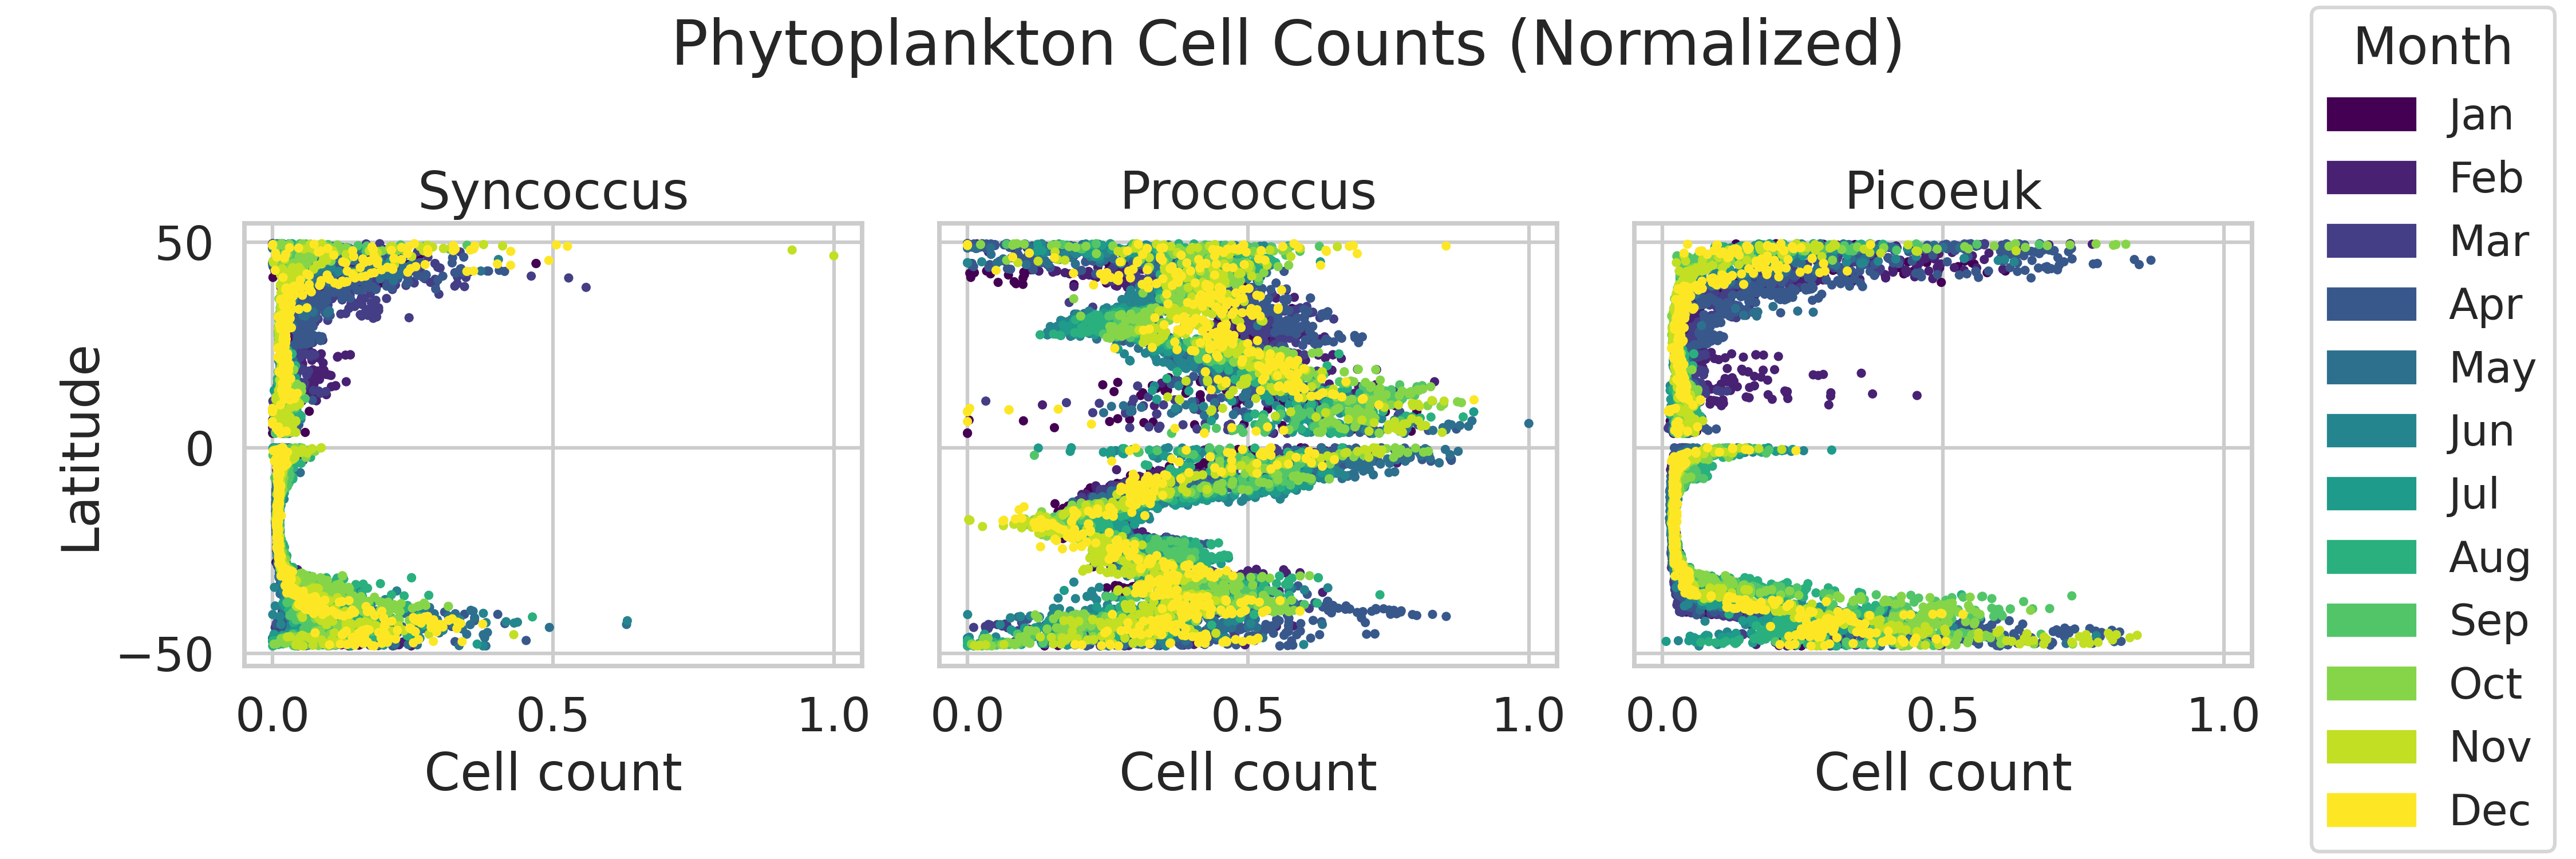 Phytoplankton Cell Counts (Normalized)
Syncoccus
Prococcus
Picoeuk
Latitude
50
0
−50
0.0 0.5 1.0
0.0 0.5 1.0
0.0 0.5 1.0
Cell count
Cell count
Cell count
Month
Jan
Feb
Mar
Apr
May
Jun
Jul
Aug
Sep
Oct
Nov
Dec